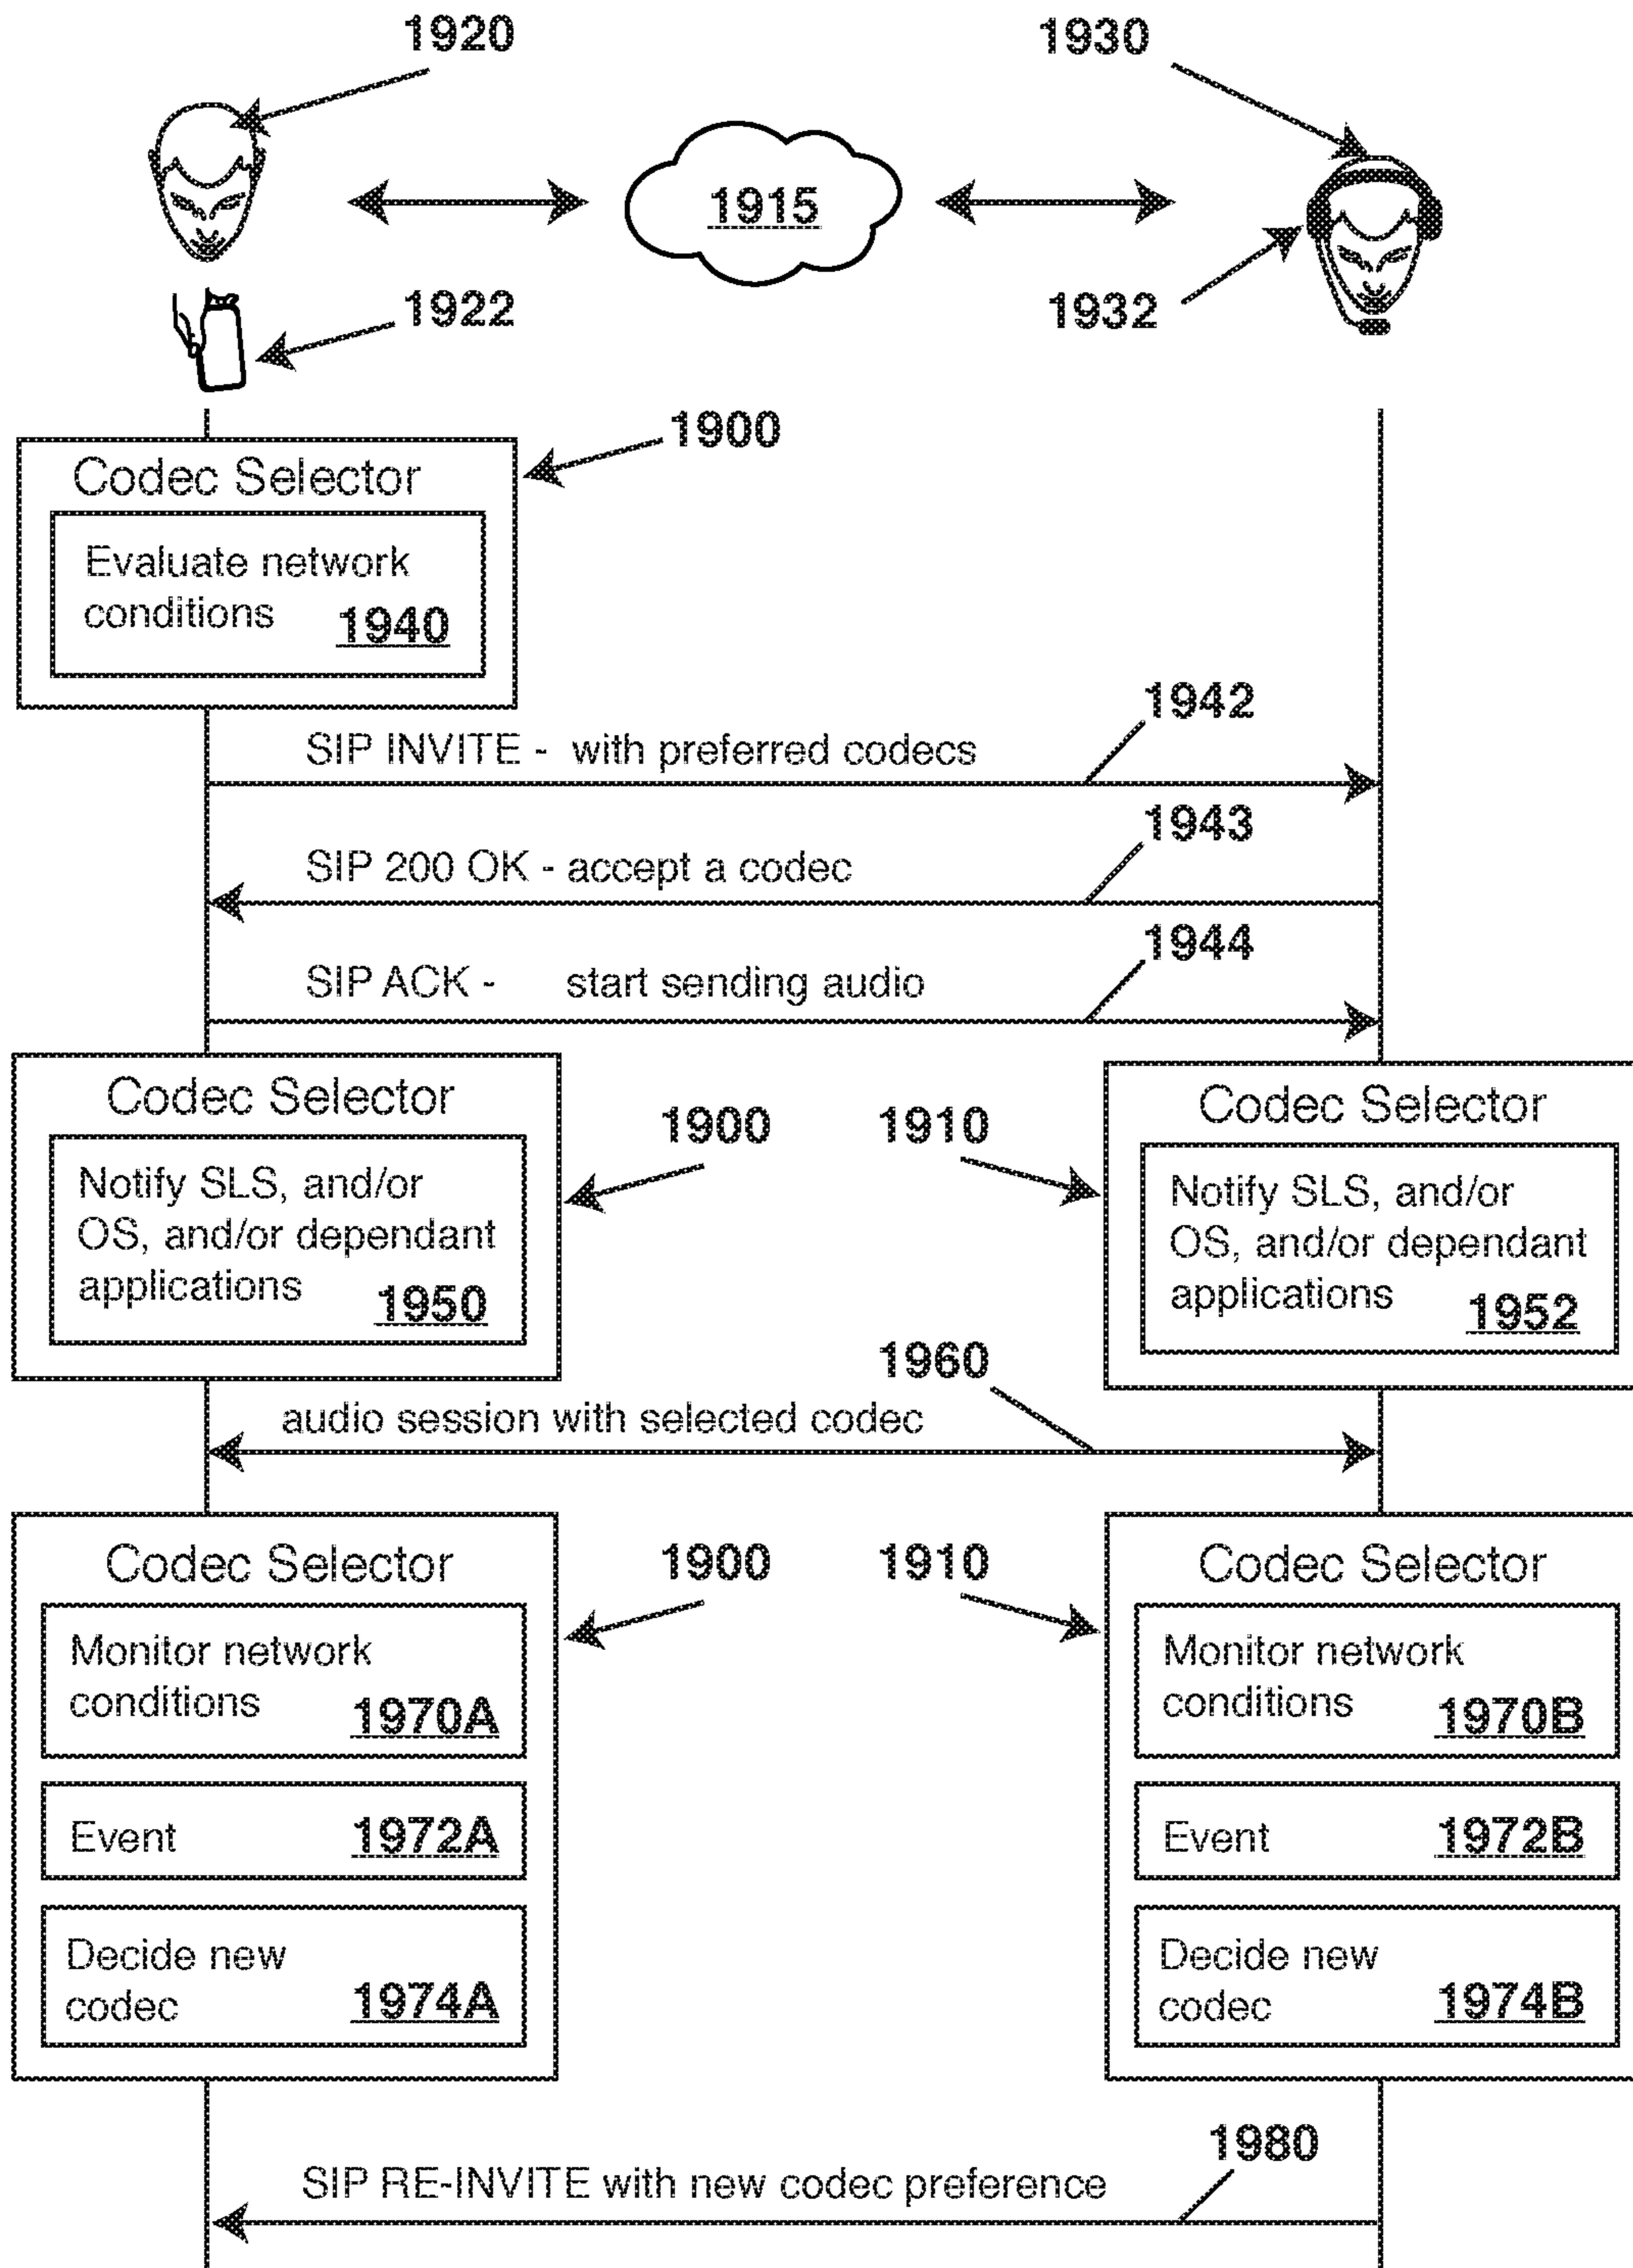 1920
1930
1915
1922
1932
1900
Codec Selector
Evaluate network
conditions 1940
1942
SIP INVITE - with preferred codecs
1943
SIP 200 OK - accept a codec
1944
SIP ACK - start sending audio
Codec Selector
Notify SLS, and/or
OS, and/or dependant
applications 1950
1900
1910
Codec Selector
Notify SLS, and/or
OS, and/or dependant
applications 1952
1960
audio session with selected codec
Codec Selector
Monitor network
conditions 1970A
Event 1972A
Decide new
codec 1974A
1900
1910
Codec Selector
Monitor network
conditions 1970B
Event 1972B
Decide new
codec 1974B
1980
SIP RE-INVITE with new codec preference